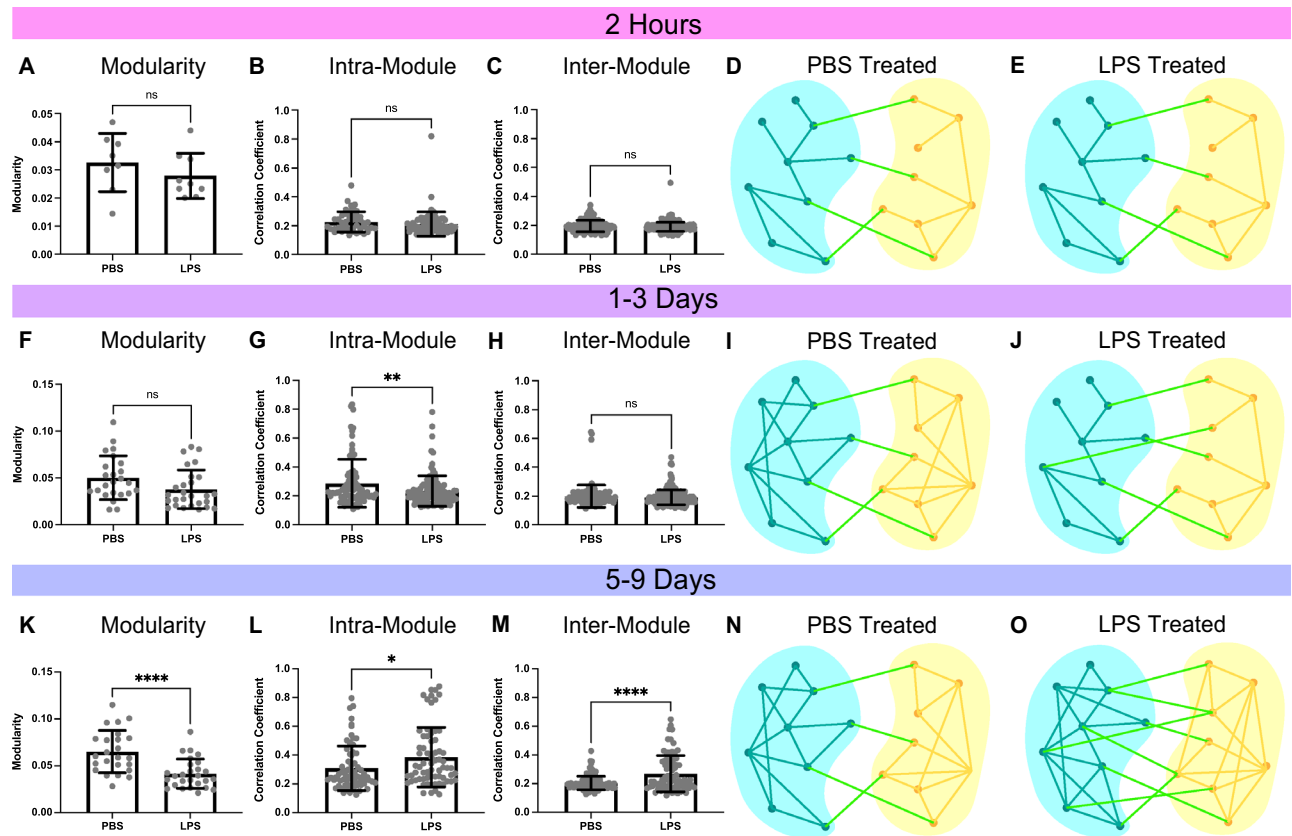 2 Hours
A Modularity B Intra-Module C Inter-Module D PBS Treated E LPS Treated
ns
Modularity
0.05
0.04
0.03
0.02
0.01
0.00
PBS LPS
ns
Correlation Coefficient
1.0
0.8
0.6
0.4
0.2
0.0
PBS LPS
ns
Correlation Coefficient
1.0
0.8
0.6
0.4
0.2
0.0
PBS LPS
1-3 Days
F Modularity G Intra-Module H Inter-Module I PBS Treated J LPS Treated
ns
Modularity
0.15
0.10
0.05
0.00
PBS LPS
**
Correlation Coefficient
1.0
0.8
0.6
0.4
0.2
0.0
PBS LPS
ns
Correlation Coefficient
1.0
0.8
0.6
0.4
0.2
0.0
PBS LPS
5-9 Days
K Modularity L Intra-Module M Inter-Module N PBS Treated O LPS Treated
****
Modularity
0.15
0.10
0.05
0.00
PBS LPS
*
Correlation Coefficient
1.0
0.8
0.6
0.4
0.2
0.0
PBS LPS
****
Correlation Coefficient
1.0
0.8
0.6
0.4
0.2
0.0
PBS LPS